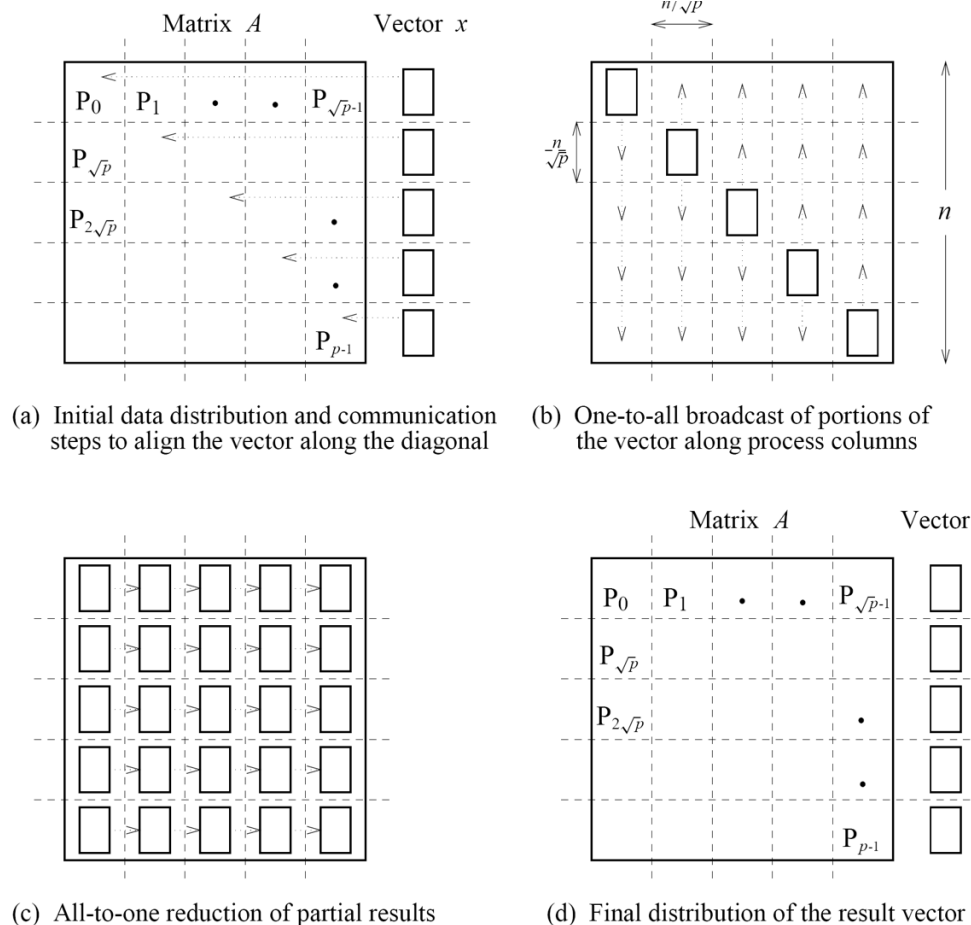 Matrix A Vector x
n/√p
P0 P1 P√p-1
P√p
P2√p
Pp-1
n/√p
n
(a) Initial data distribution and communication
steps to align the vector along the diagonal
(b) One-to-all broadcast of portions of
the vector along process columns
Matrix A Vector
P0 P1 P√p-1
P√p
P2√p
Pp-1
(c) All-to-one reduction of partial results
(d) Final distribution of the result vector